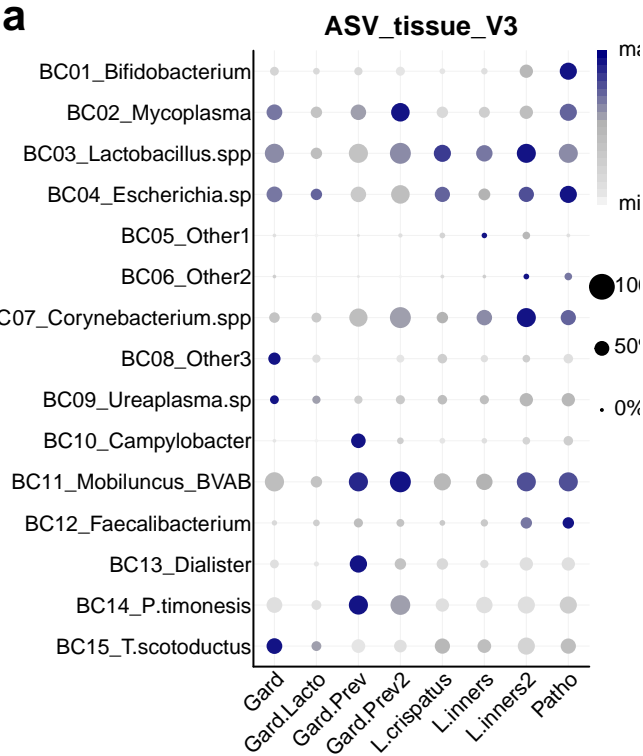 a
ASV_tissue_V3
BC01_Bifidobacterium
BC02_Mycoplasma
BC03_Lactobacillus.spp
BC04_Escherichia.sp
BC05_Other1
BC06_Other2
C07_Corynebacterium.spp
BC08_Other3
BC09_Ureaplasma.sp
BC10_Campylobacter
BC11_Mobiluncus_BVAB
BC12_Faecalibacterium
BC13_Dialister
BC14_P.timonesis
BC15_T.scotoductus
Gard
Gard.Lacto
Gard.Prev
Gard.Prev2
L.crispatus
L.inners
L.inners2
Patho
ma
mi
100
50%
0%